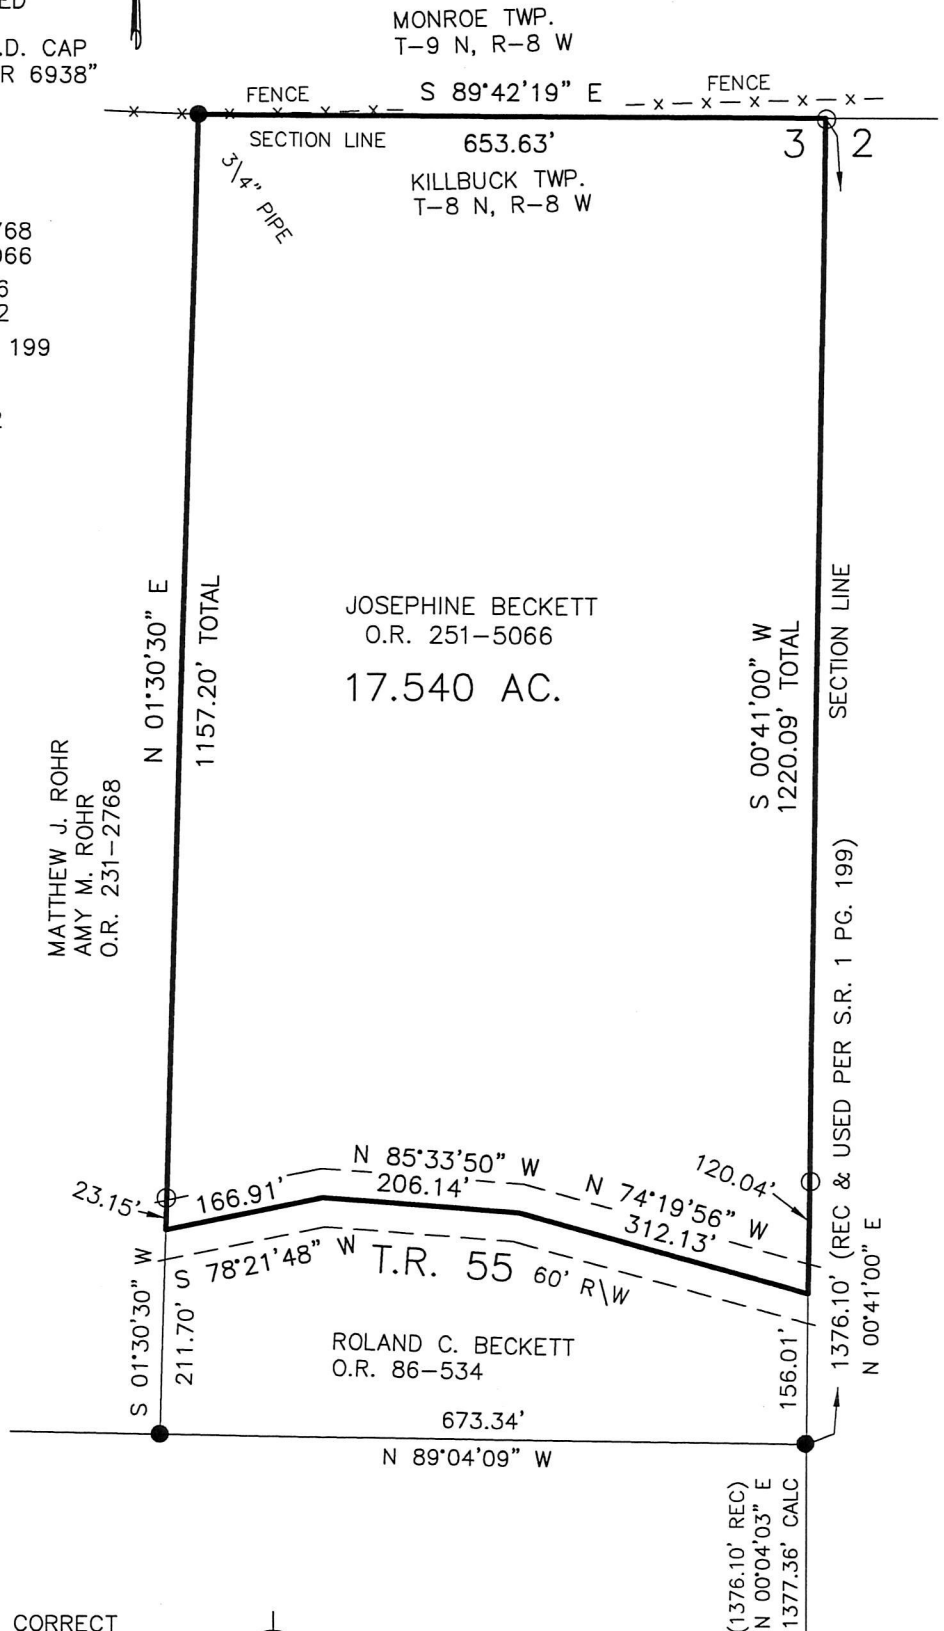 ED
.D. CAP
R 6938"
MONROE TWP.
T-9 N, R-8 W
FENCE
S 89°42'19" E
FENCE
SECTION LINE
653.63'
3 2
3/4" PIPE
KILLBUCK TWP.
T-8 N, R-8 W
768
066
6
2
199
2
N 01°30'30" E
1157.20' TOTAL
JOSEPHINE BECKETT
O.R. 251-5066
17.540 AC.
S 00°41'00" W
1220.09' TOTAL
SECTION LINE
MATTHEW J. ROHR
AMY M. ROHR
O.R. 231-2768
1376.10' (REC & USED PER S.R. 1 PG. 199)
N 00°41'00" E
23.15'
166.91'
N 85°33'50" W
206.14'
N 74°19'56" W
312.13'
120.04'
S 78°21'48" W
T.R. 55
60' R\W
S 01°30'30" W
211.70'
ROLAND C. BECKETT
O.R. 86-534
156.01'
673.34'
N 89°04'09" W
(1376.10' REC)
N 00°04'03" E
1377.36' CALC
CORRECT